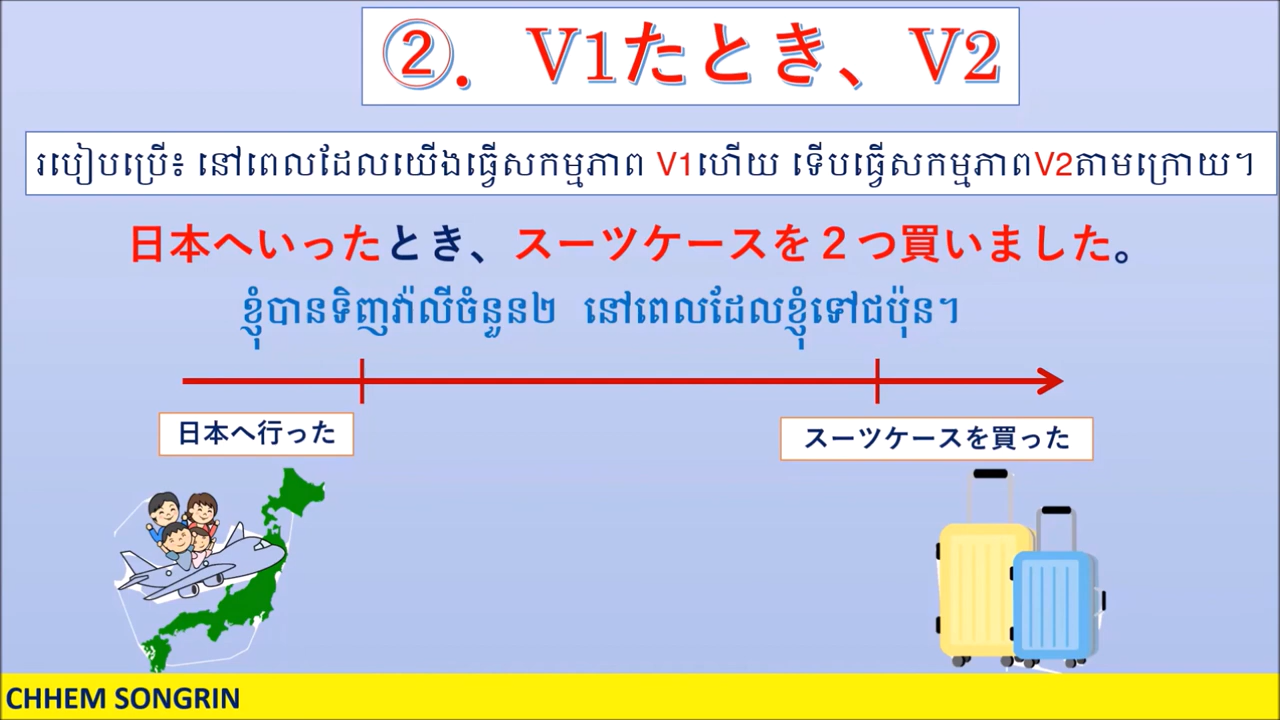 ②. V1たとき、V2
របៀបប្រើ៖ នៅពេលដែលយើងធ្វើសកម្មភាព V1ហើយ ទើបធ្វើសកម្មភាពV2តាមក្រោយ។
日本へいったとき、スーツケースを２つ買いました。
ខ្ញុំបានទិញវ៉ាលីចំនួន២ នៅពេលដែលខ្ញុំទៅជប៉ុន។
日本へ行った
スーツケースを買った
CHHEM SONGRIN